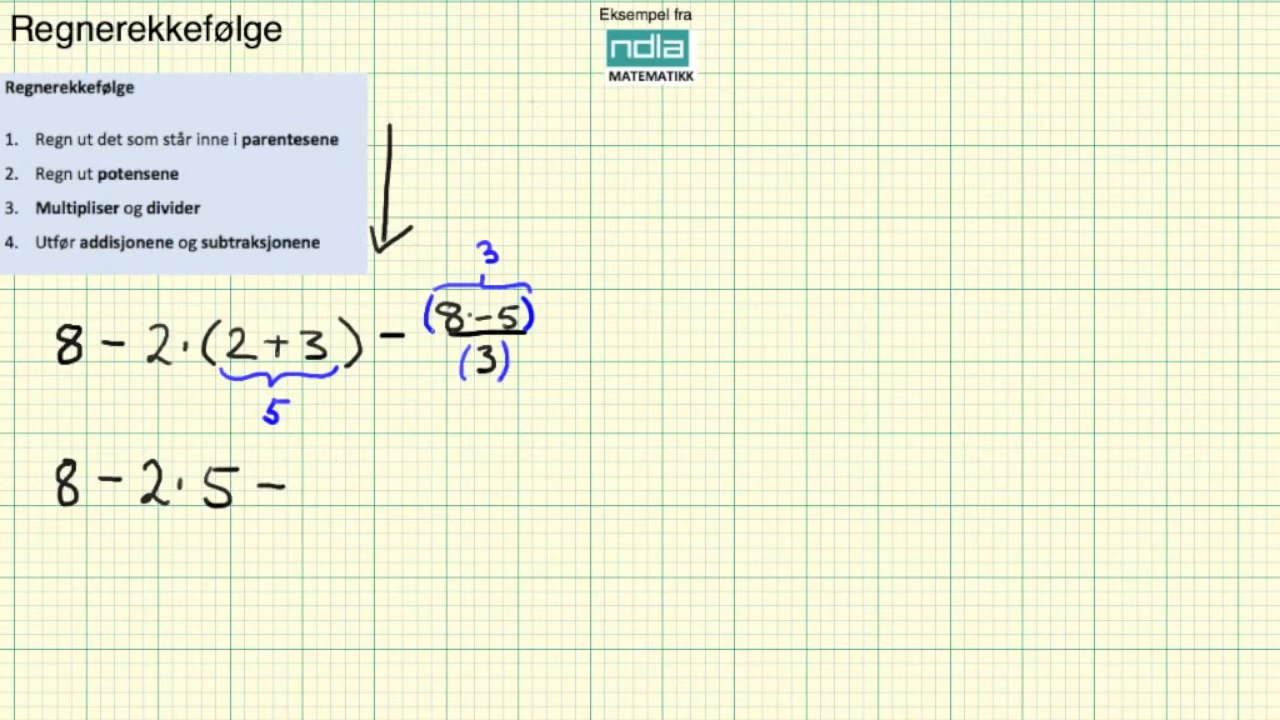 Regnerekkefølge
Eksempel fra
ndla
MATEMATIKK
Regnerekkefølge
1. Regn ut det som står inne i parentesene
2. Regn ut potensene
3. Multipliser og divider
4. Utfør addisjonene og subtraksjonene
3
8 - 2 · (2 + 3) - (8 - 5)
(3)
5
8 - 2 · 5 -